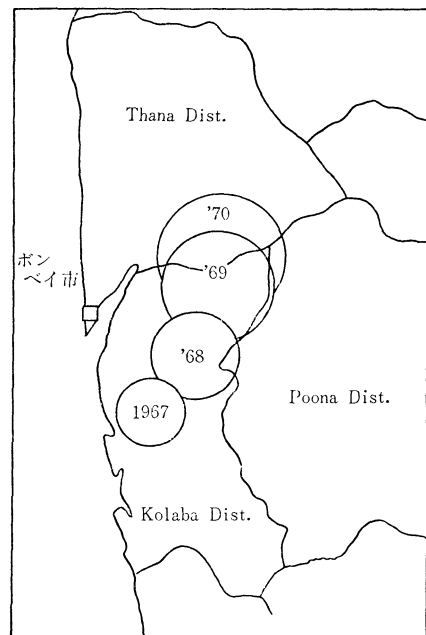 Thana Dist.
'70
ボン
ベイ市
'69
'68
1967
Poona Dist.
Kolaba Dist.